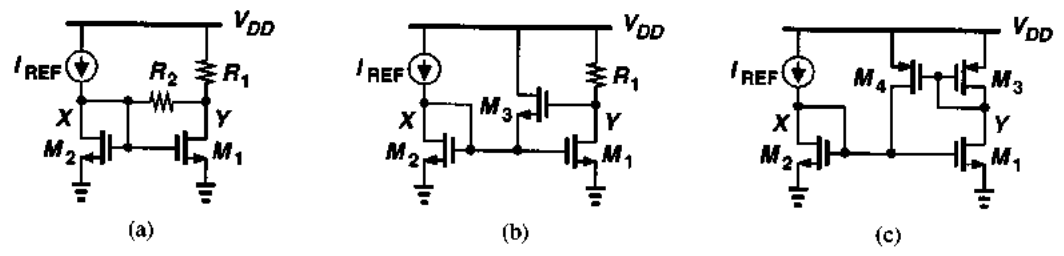 V_DD
I_REF
R_2
R_1
X
Y
M_2
M_1
(a)
V_DD
I_REF
R_1
M_3
X
Y
M_2
M_1
(b)
V_DD
I_REF
M_4
M_3
X
Y
M_2
M_1
(c)